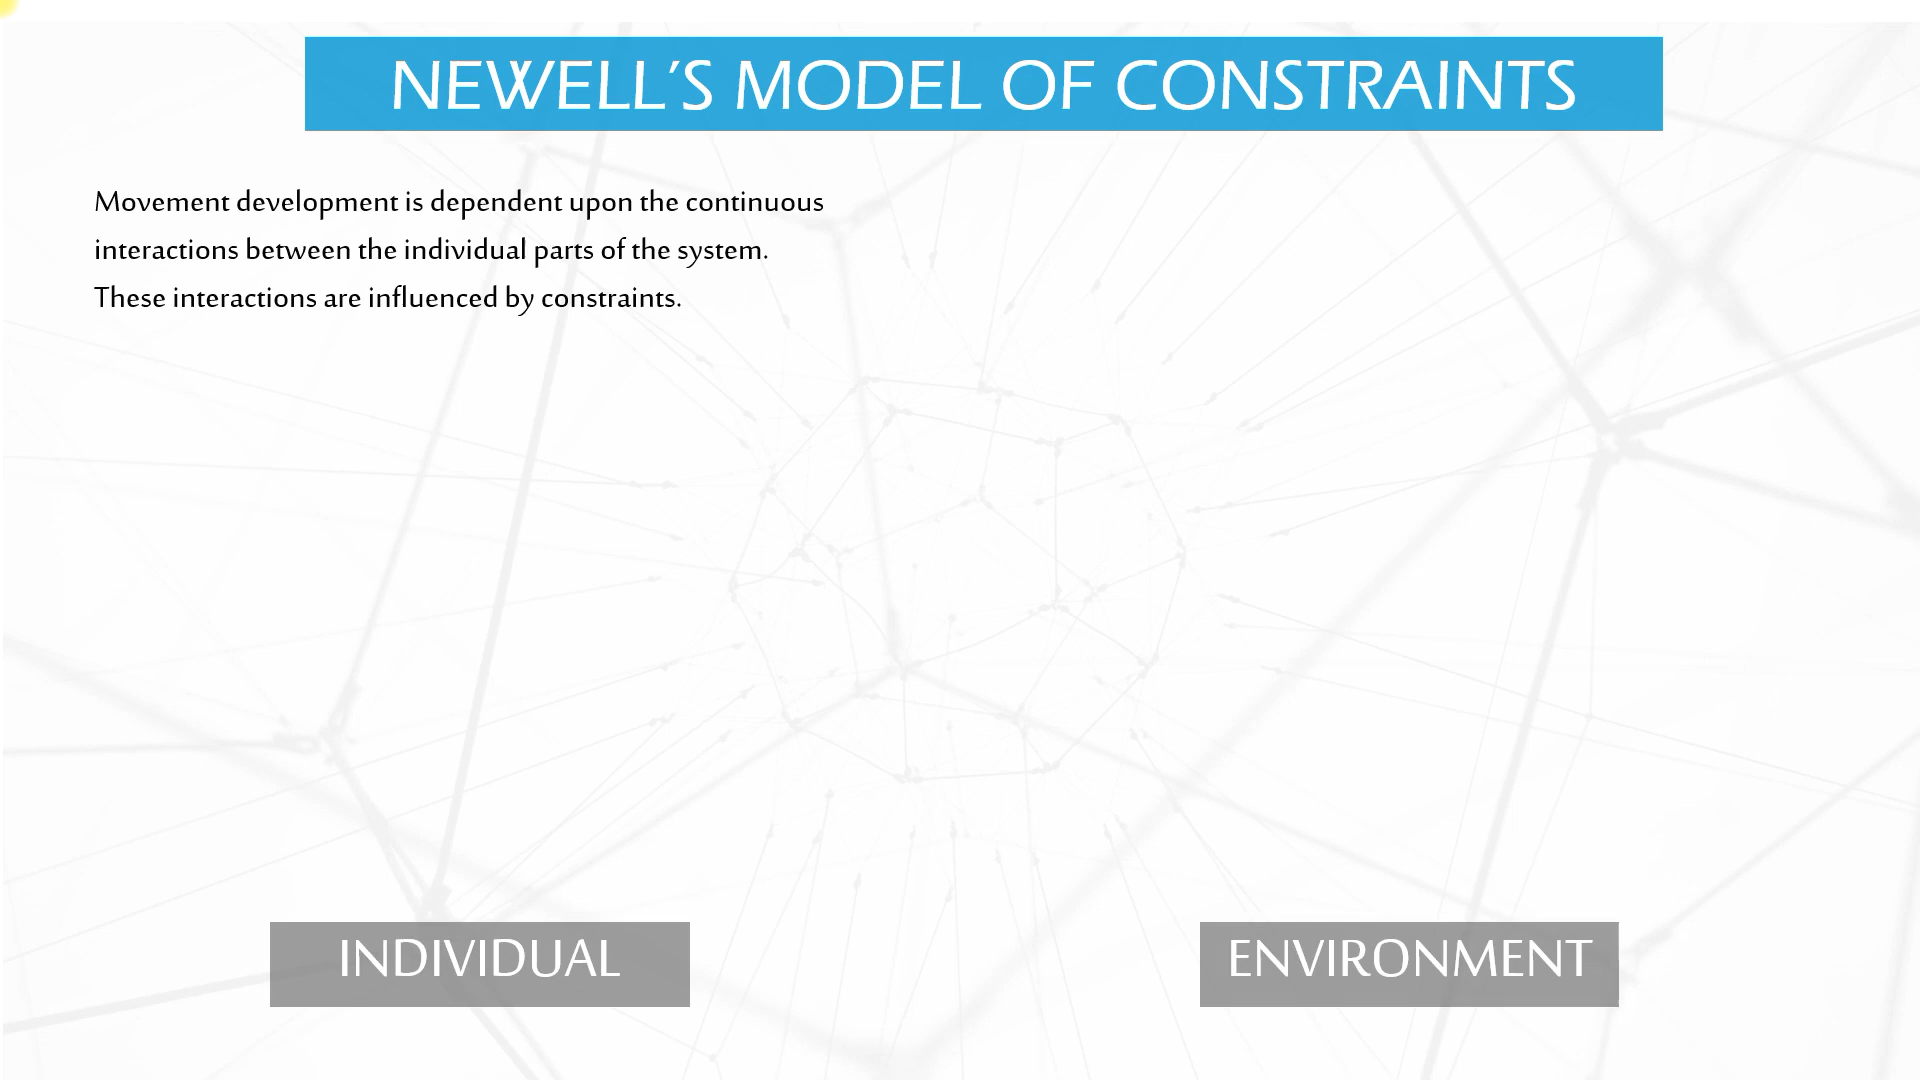 NEWELL’S MODEL OF CONSTRAINTS
Movement development is dependent upon the continuous
interactions between the individual parts of the system.
These interactions are influenced by constraints.
INDIVIDUAL
ENVIRONMENT